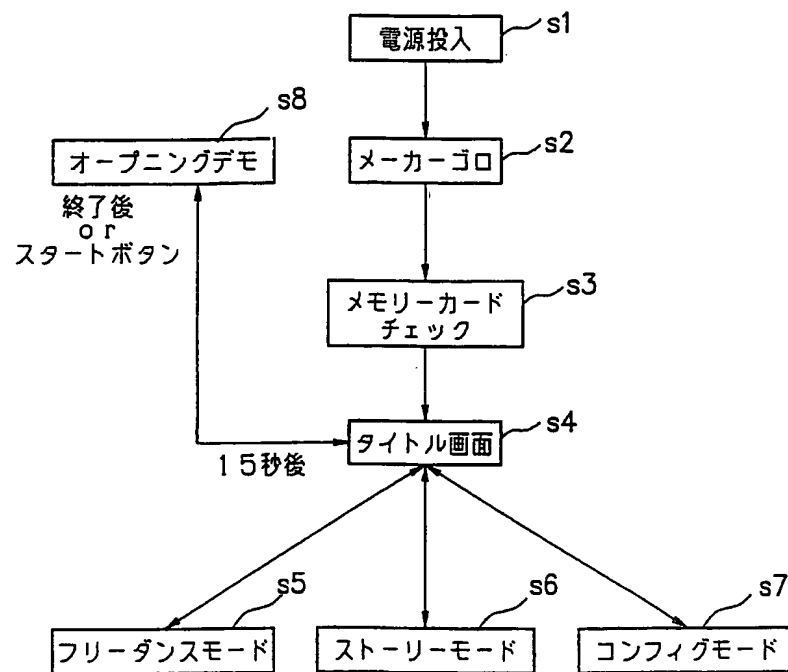 電源投入
s1
s8
オープニングデモ
メーカーゴロ
s2
終了後
or
スタートボタン
メモリーカード
チェック
s3
タイトル画面
s4
15秒後
s5
s6
s7
フリーダンスモード
ストーリーモード
コンフィグモード